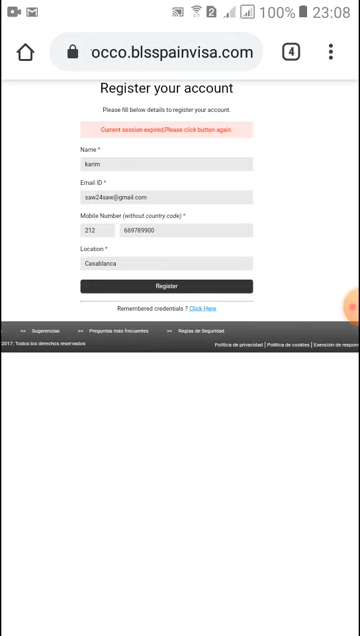 2 100% 23:08
occo.blsspainvisa.com 4
Register your account
Please fill below details to register your account.
Current session expired,Please click button again.
Name *
karim
Email ID *
saw24saw@gmail.com
Mobile Number (without country code) *
212 669789900
Location *
Casablanca
Register
Remembered credentials ? Click Here
>> Sugerencias >> Preguntas más frecuentes >> Reglas de Seguridad
2017. Todos los derechos reservados Política de privacidad | Política de cookies | Exención de respon